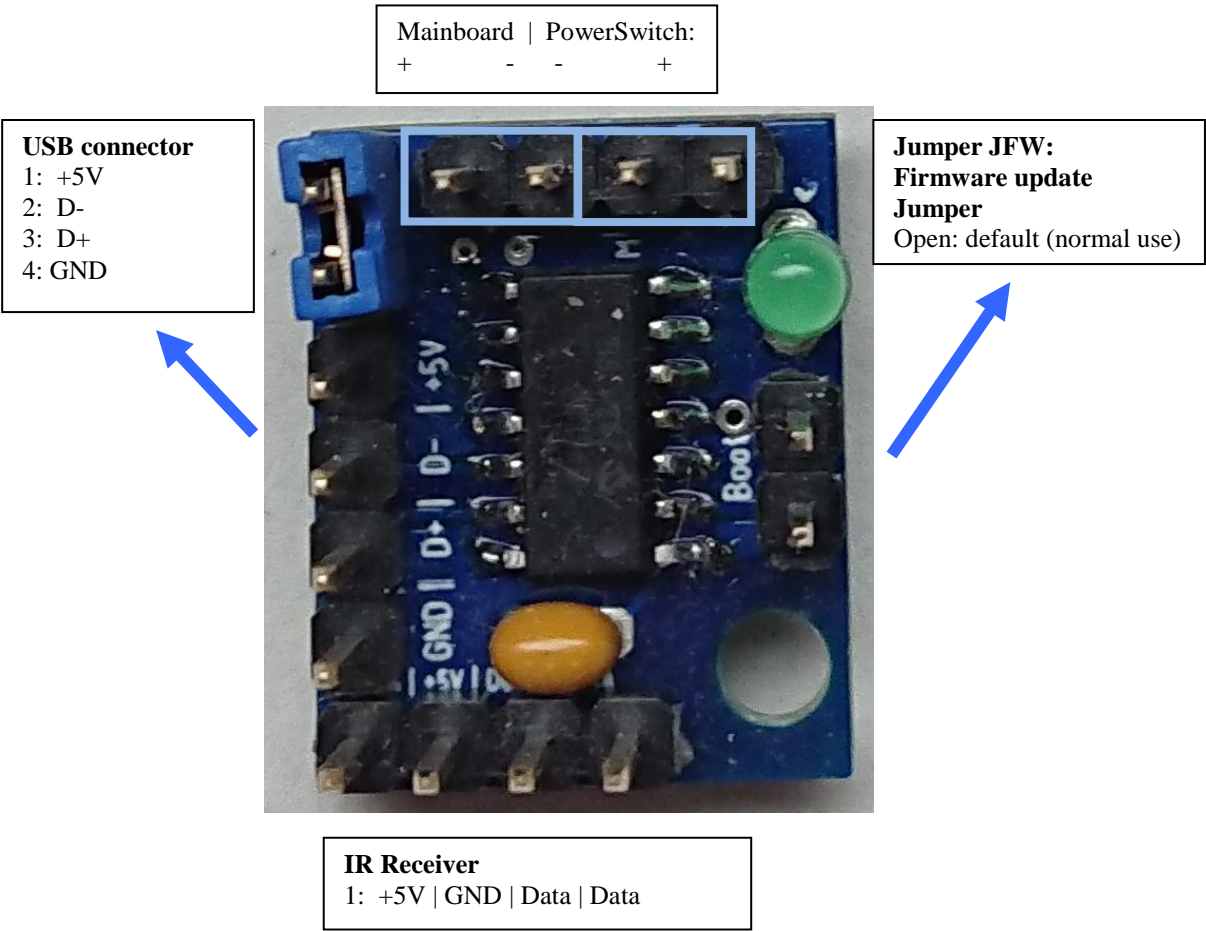 Mainboard | PowerSwitch:
+ - - +
USB connector
1: +5V
2: D-
3: D+
4: GND
Jumper JFW:
Firmware update
Jumper
Open: default (normal use)
GND | D+ | D- | +5V
Boot
| +5V |
IR Receiver
1: +5V | GND | Data | Data